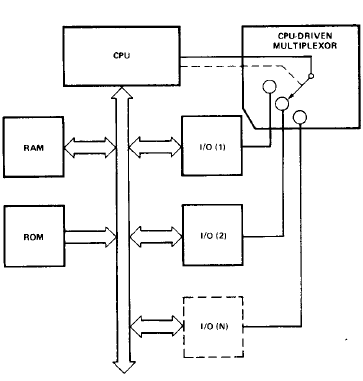 CPU-DRIVEN
MULTIPLEXOR
CPU
RAM
I/O (1)
ROM
I/O (2)
I/O (N)